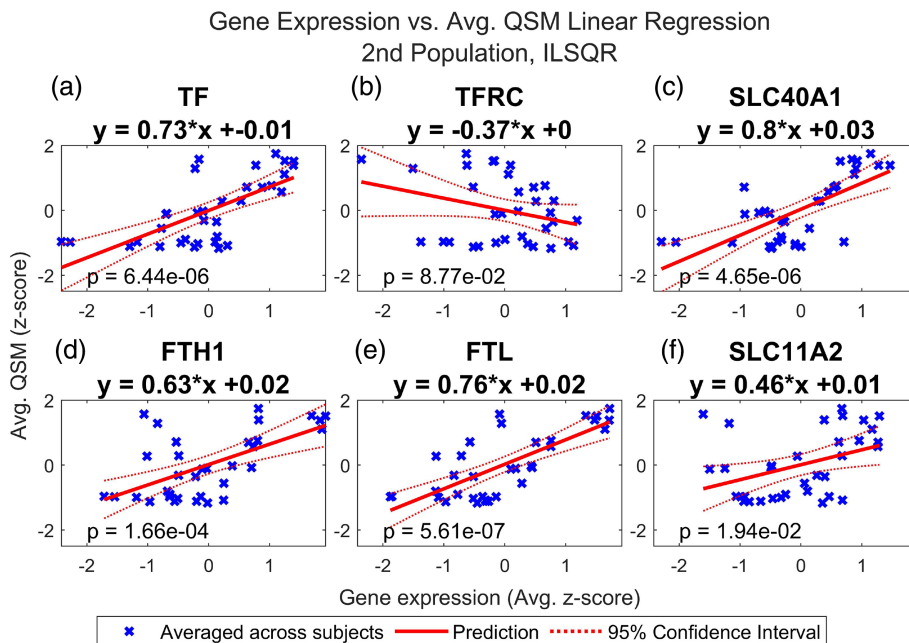 Gene Expression vs. Avg. QSM Linear Regression
2nd Population, ILSQR
(a)
TF
y = 0.73*x +-0.01
2
0
-2
p = 6.44e-06
-2 -1 0 1
(b)
TFRC
y = -0.37*x +0
2
0
-2
p = 8.77e-02
-2 -1 0 1
(c)
SLC40A1
y = 0.8*x +0.03
2
0
-2
p = 4.65e-06
-2 -1 0 1
(d)
FTH1
y = 0.63*x +0.02
2
0
-2
p = 1.66e-04
-2 -1 0 1
(e)
FTL
y = 0.76*x +0.02
2
0
-2
p = 5.61e-07
-2 -1 0 1
(f)
SLC11A2
y = 0.46*x +0.01
2
0
-2
p = 1.94e-02
-2 -1 0 1
Avg. QSM (z-score)
Gene expression (Avg. z-score)
Averaged across subjects Prediction 95% Confidence Interval